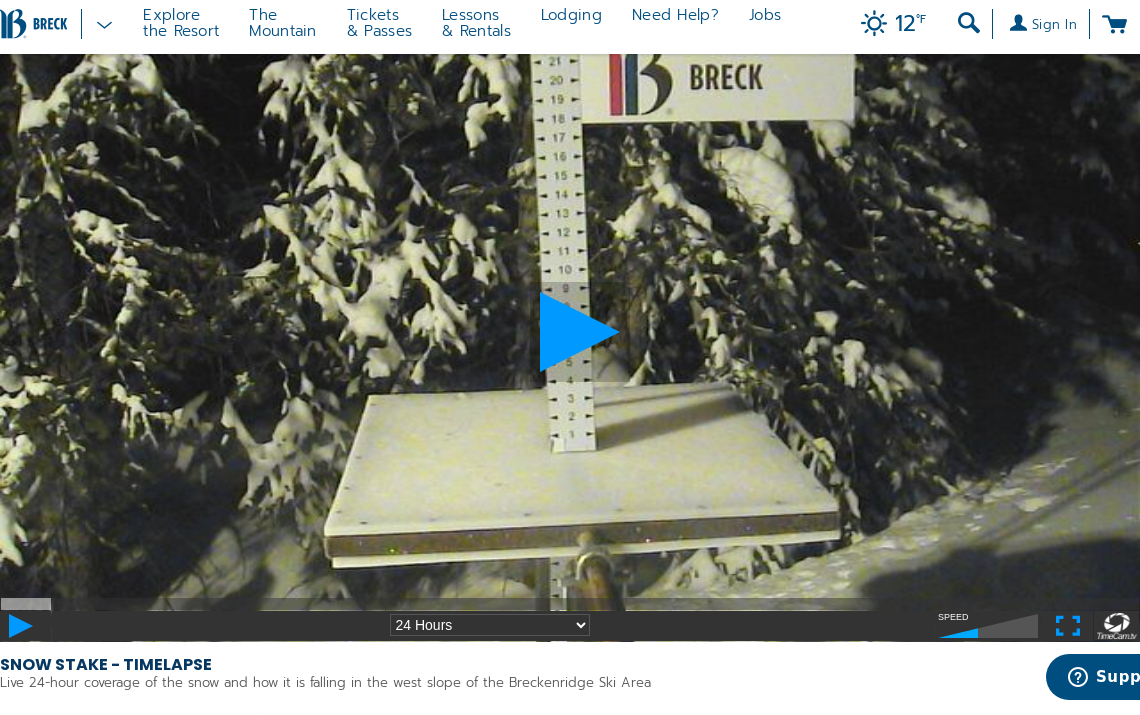 BRECK
Explore
the Resort
The
Mountain
Tickets
& Passes
Lessons
& Rentals
Lodging
Need Help?
Jobs
12°F
Sign In
BRECK
21
20
19
18
17
16
15
14
13
12
11
10
9
5
4
3
2
1
24 Hours
SPEED
TimeCam.tv
SNOW STAKE - TIMELAPSE
Live 24-hour coverage of the snow and how it is falling in the west slope of the Breckenridge Ski Area
Supp